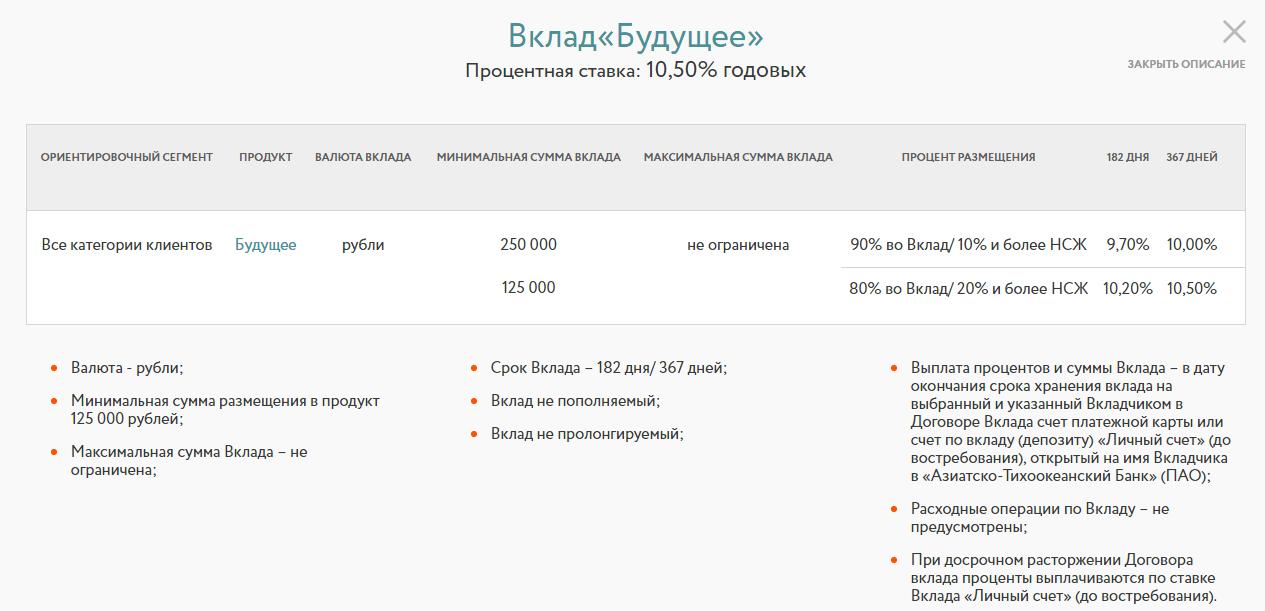 Вклад«Будущее»
Процентная ставка: 10,50% годовых
ЗАКРЫТЬ ОПИСАНИЕ
ОРИЕНТИРОВОЧНЫЙ СЕГМЕНТ ПРОДУКТ ВАЛЮТА ВКЛАДА МИНИМАЛЬНАЯ СУММА ВКЛАДА МАКСИМАЛЬНАЯ СУММА ВКЛАДА ПРОЦЕНТ РАЗМЕЩЕНИЯ 182 ДНЯ 367 ДНЕЙ
Все категории клиентов Будущее рубли 250 000 не ограничена 90% во Вклад/ 10% и более НСЖ 9,70% 10,00%
125 000 80% во Вклад/ 20% и более НСЖ 10,20% 10,50%
Валюта - рубли;
Минимальная сумма размещения в продукт
125 000 рублей;
Максимальная сумма Вклада – не
ограничена;
Срок Вклада – 182 дня/ 367 дней;
Вклад не пополняемый;
Вклад не пролонгируемый;
Выплата процентов и суммы Вклада – в дату
окончания срока хранения вклада на
выбранный и указанный Вкладчиком в
Договоре Вклада счет платежной карты или
счет по вкладу (депозиту) «Личный счет» (до
востребования), открытый на имя Вкладчика
в «Азиатско-Тихоокеанский Банк» (ПАО);
Расходные операции по Вкладу – не
предусмотрены;
При досрочном расторжении Договора
вклада проценты выплачиваются по ставке
Вклада «Личный счет» (до востребования).